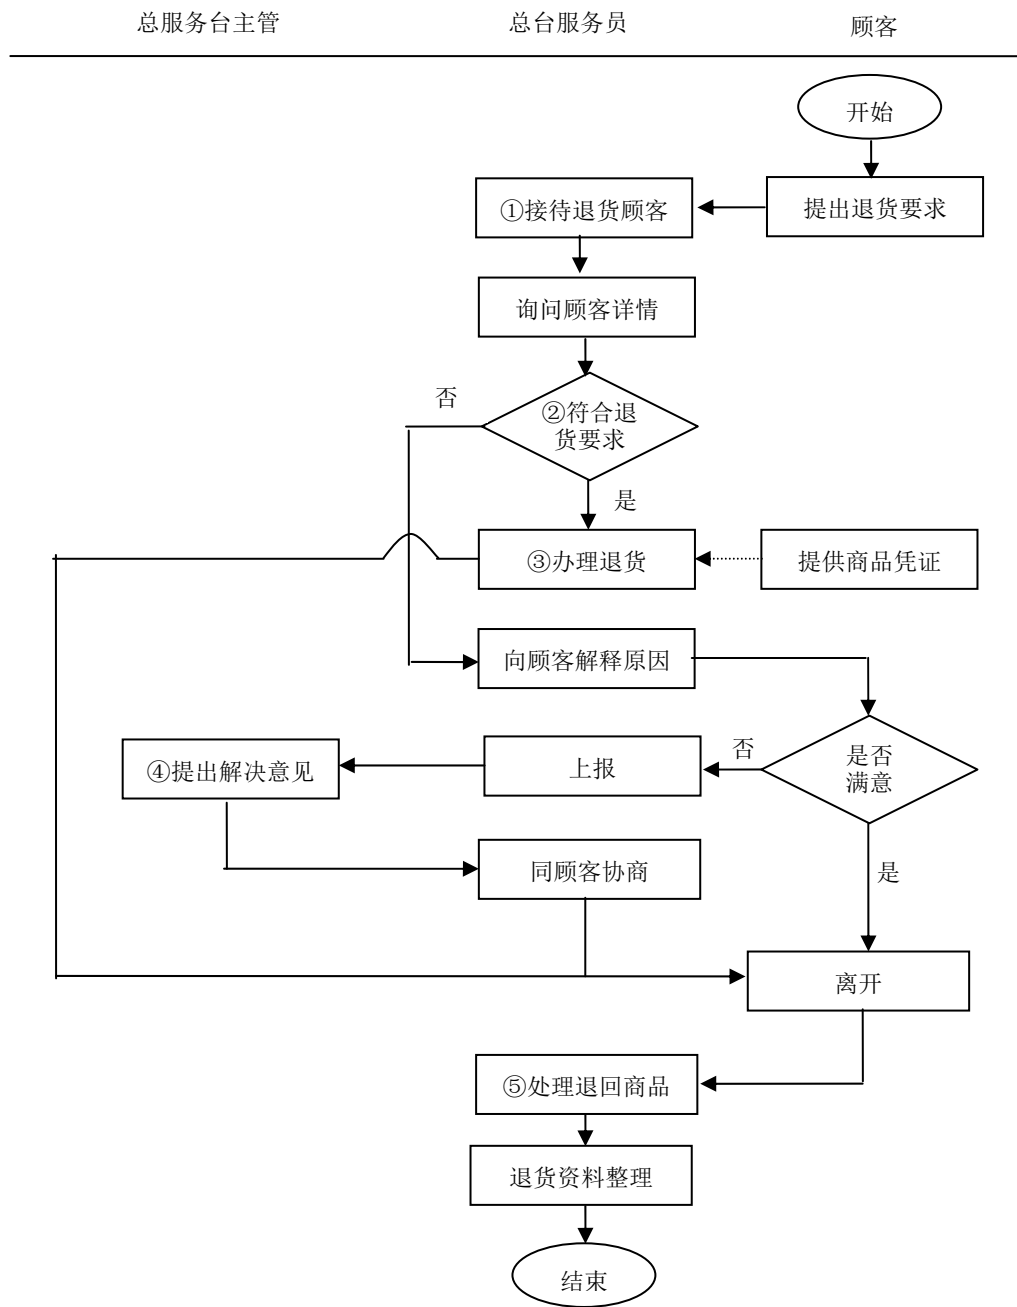 总服务台主管
总台服务员
顾客
开始
①接待退货顾客
提出退货要求
询问顾客详情
否
②符合退
货要求
是
③办理退货
提供商品凭证
向顾客解释原因
④提出解决意见
上报
否
是否
满意
同顾客协商
是
离开
⑤处理退回商品
退货资料整理
结束